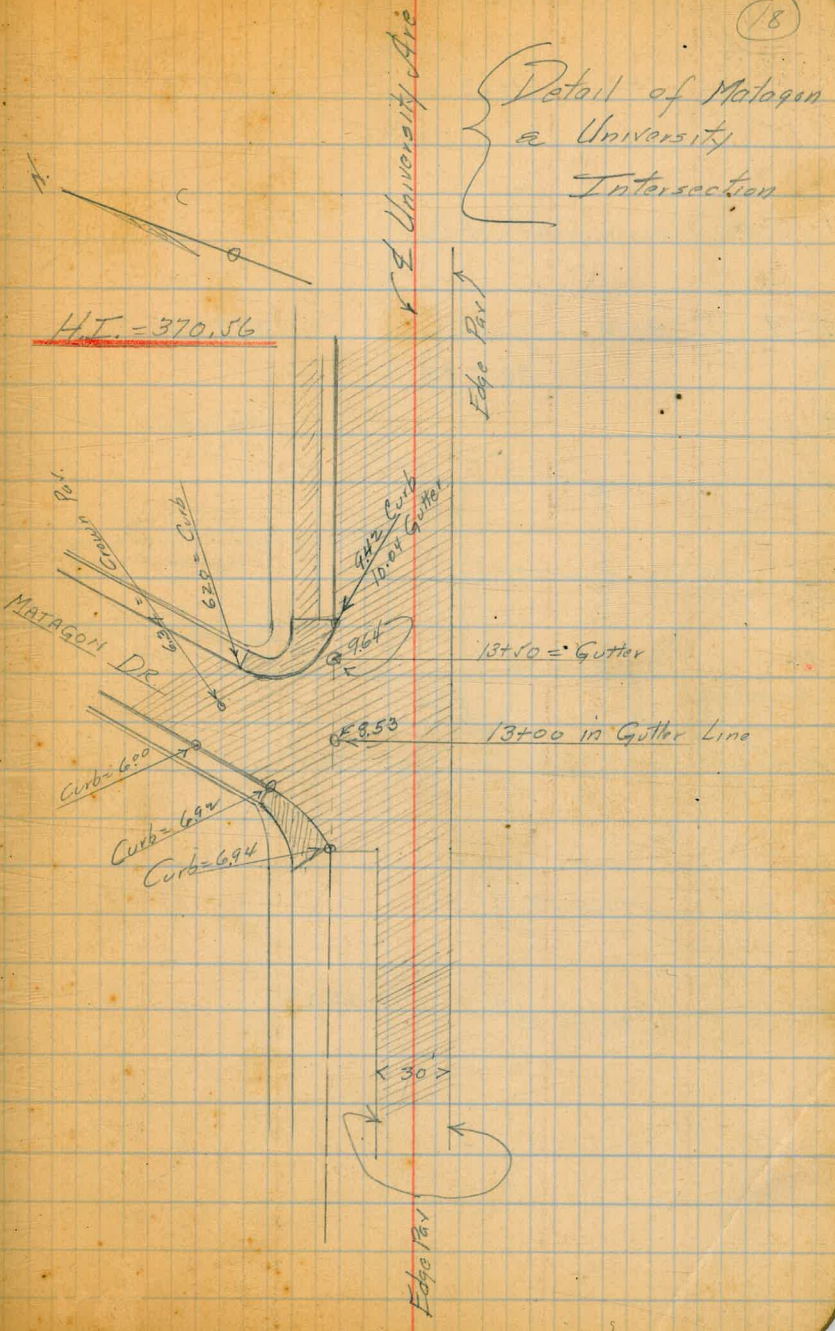 18
℄ University Ave
Detail of Matagon
& University
Intersection
N.
H.I. = 370.56
Edge Pav.
6.34 = Crown Pav.
6.20 = Curb
9.42 Curb
10.04 Gutter
MATAGON DR.
9.64
13+50 = Gutter
8.53
13+00 in Gutter Line
Curb = 6.00
Curb = 6.92
Curb = 6.94
30'
Edge Pav